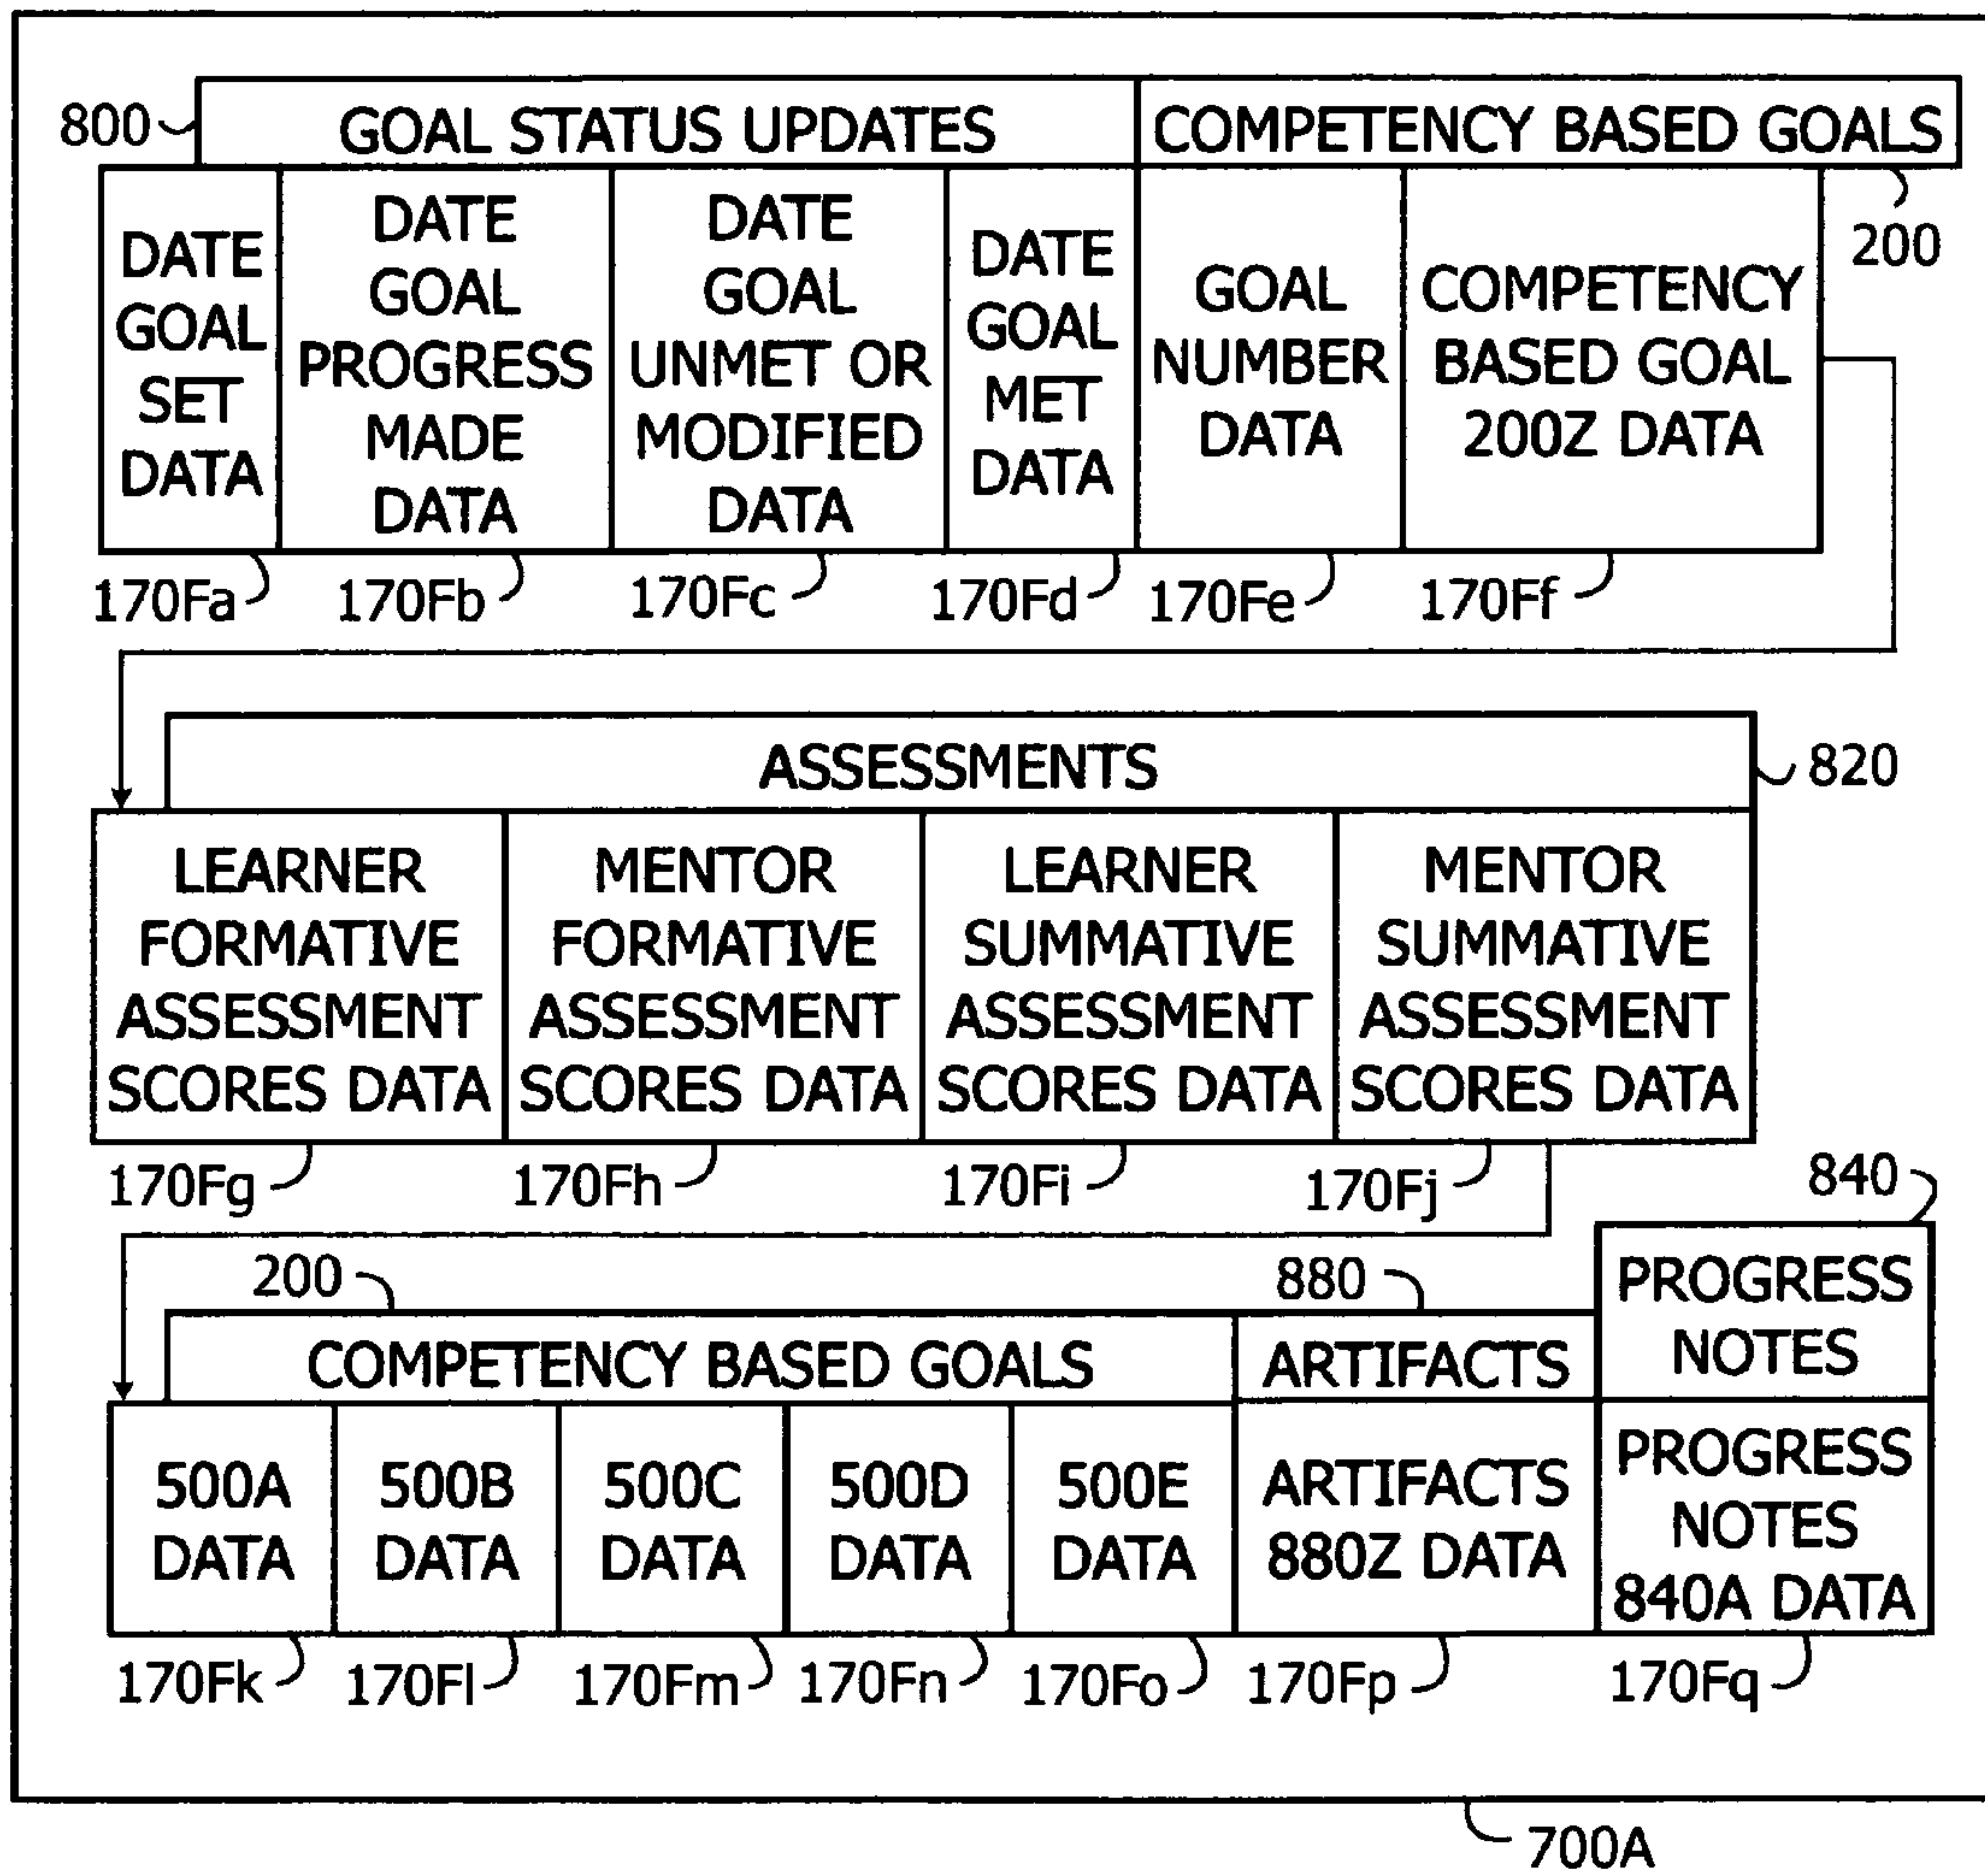 800
GOAL STATUS UPDATES
COMPETENCY BASED GOALS
200
DATE
GOAL
SET
DATA
DATE
GOAL
PROGRESS
MADE
DATA
DATE
GOAL
UNMET OR
MODIFIED
DATA
DATE
GOAL
MET
DATA
GOAL
NUMBER
DATA
COMPETENCY
BASED GOAL
200Z DATA
170Fa
170Fb
170Fc
170Fd
170Fe
170Ff
ASSESSMENTS
820
LEARNER
FORMATIVE
ASSESSMENT
SCORES DATA
MENTOR
FORMATIVE
ASSESSMENT
SCORES DATA
LEARNER
SUMMATIVE
ASSESSMENT
SCORES DATA
MENTOR
SUMMATIVE
ASSESSMENT
SCORES DATA
170Fg
170Fh
170Fi
170Fj
840
200
880
PROGRESS
NOTES
COMPETENCY BASED GOALS
ARTIFACTS
500A
DATA
500B
DATA
500C
DATA
500D
DATA
500E
DATA
ARTIFACTS
880Z DATA
PROGRESS
NOTES
840A DATA
170Fk
170Fl
170Fm
170Fn
170Fo
170Fp
170Fq
700A